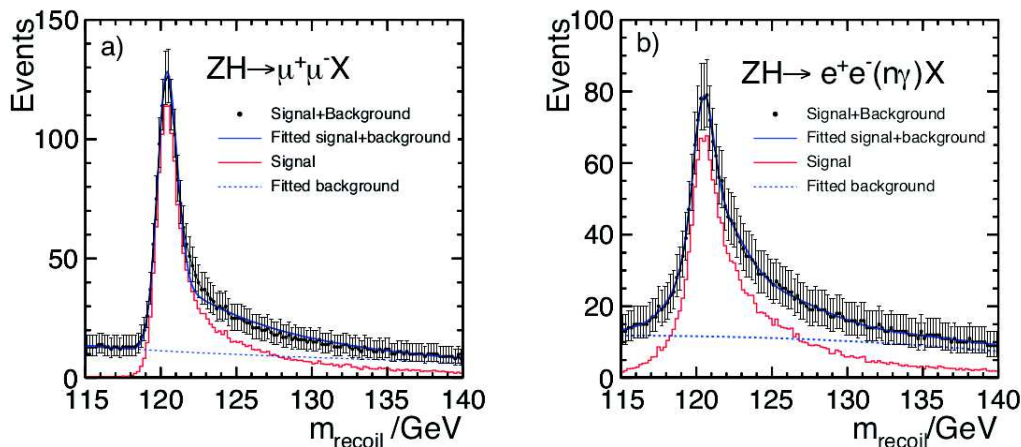 a)
ZH→μ⁺μ⁻X
Signal+Background
Fitted signal+background
Signal
Fitted background
Events
150
100
50
0
115 120 125 130 135 140
m_recoil/GeV
b)
ZH→ e⁺e⁻(nγ)X
Signal+Background
Fitted signal+background
Signal
Fitted background
Events
100
80
60
40
20
0
115 120 125 130 135 140
m_recoil/GeV